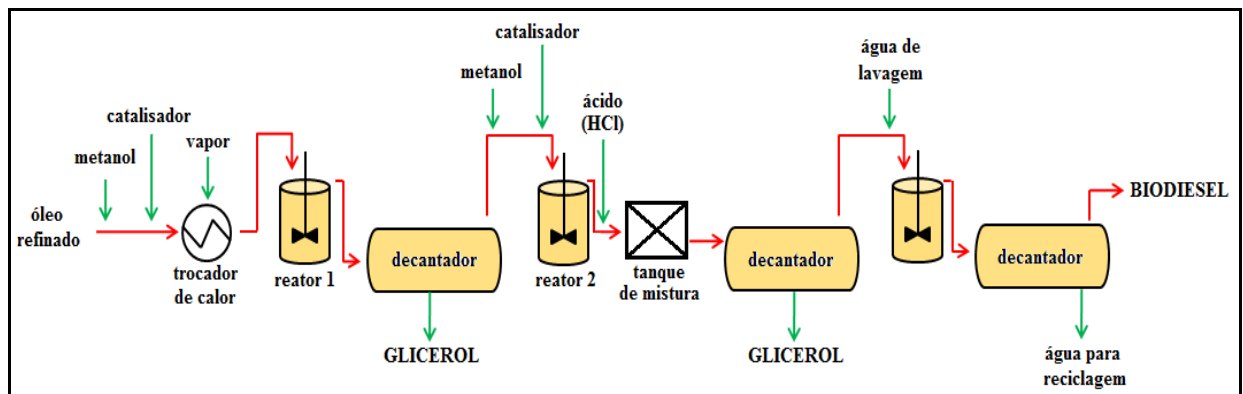 catalisador
metanol
ácido
(HCl)
água de
lavagem
catalisador
metanol
vapor
óleo
refinado
trocador
de calor
reator 1
decantador
GLICEROL
reator 2
tanque
de mistura
decantador
GLICEROL
decantador
BIODIESEL
água para
reciclagem